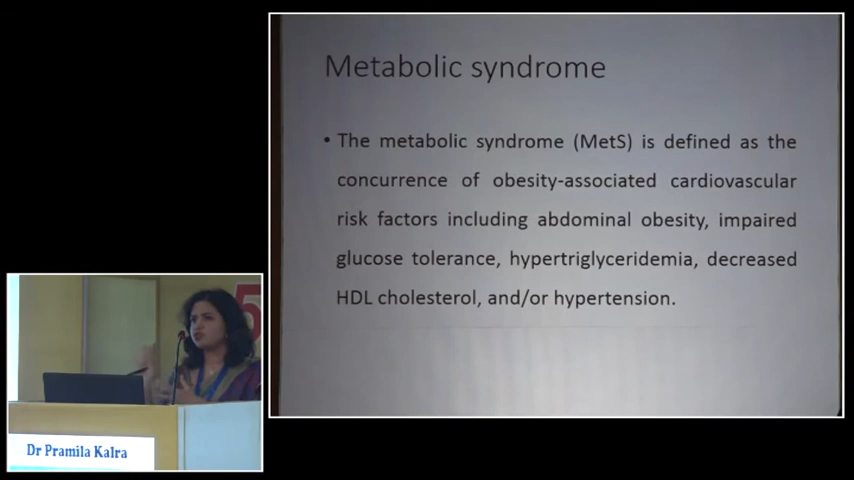 Metabolic syndrome
• The metabolic syndrome (MetS) is defined as the
concurrence of obesity-associated cardiovascular
risk factors including abdominal obesity, impaired
glucose tolerance, hypertriglyceridemia, decreased
HDL cholesterol, and/or hypertension.
5
Dr Pramila Kalra